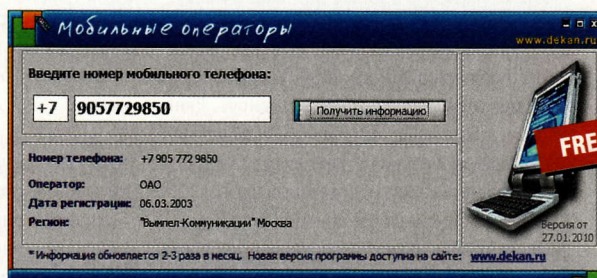 Мобильные операторы
www.dekan.ru
Введите номер мобильного телефона:
+7 9057729850 Получить информацию
FRE
Номер телефона: +7 905 772 9850
Оператор: ОАО
Дата регистрации: 06.03.2003
Регион: "Вымпел-Коммуникации" Москва
Версия от
27.01.2010
* Информация обновляется 2-3 раза в месяц. Новая версия программы доступна на сайте: www.dekan.ru